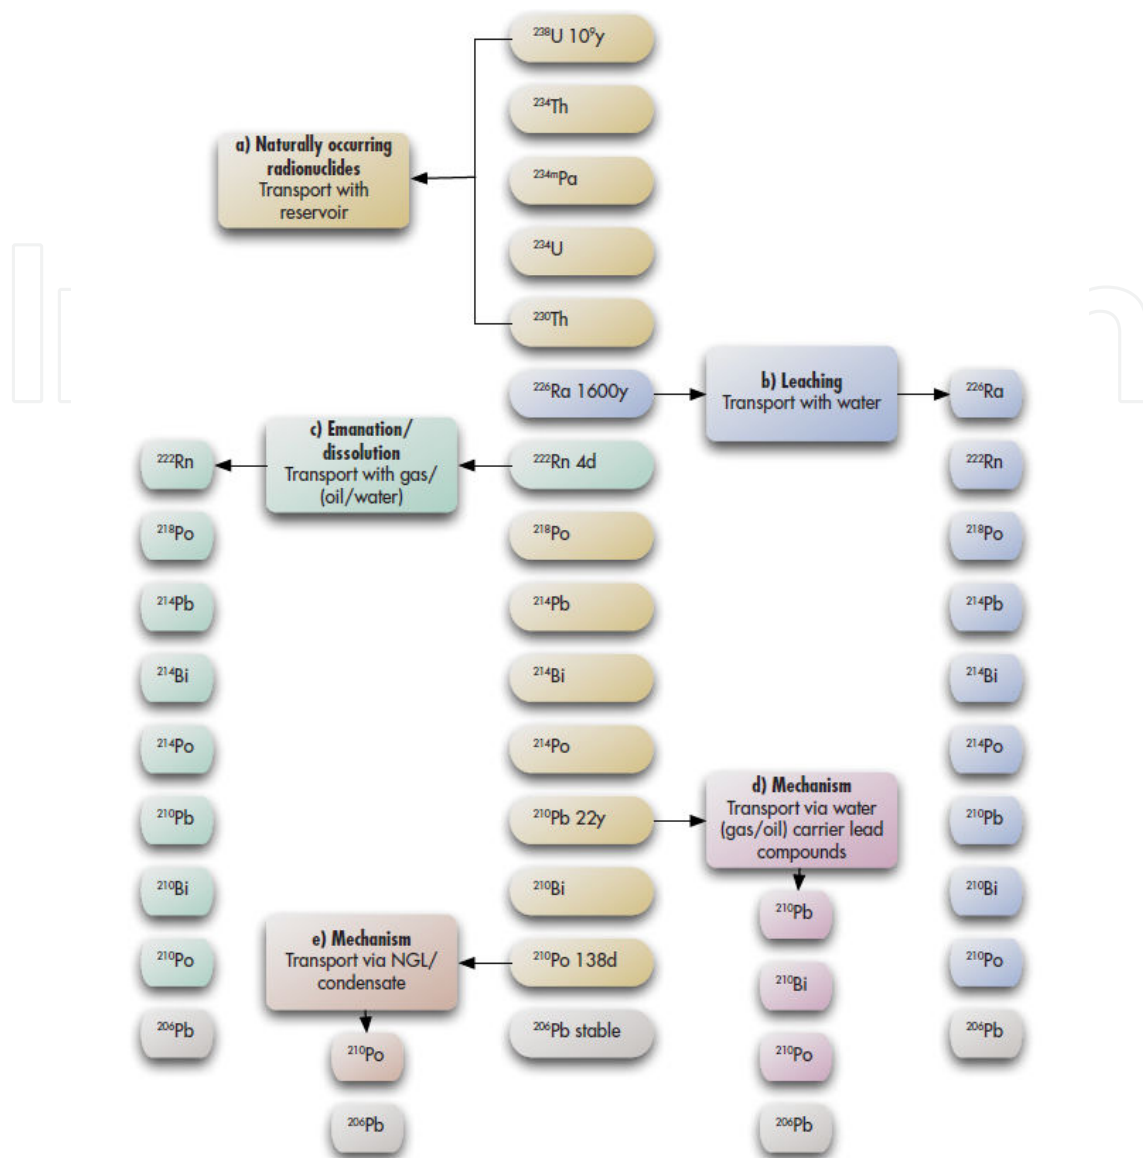 ²³⁸U 10⁹y
²³⁴Th
a) Naturally occurring
radionuclides
Transport with
reservoir
²³⁴ᵐPa
²³⁴U
²³⁰Th
²²⁶Ra 1600y
b) Leaching
Transport with water
²²⁶Ra
c) Emanation/
dissolution
Transport with gas/
(oil/water)
²²²Rn
²²²Rn 4d
²²²Rn
²¹⁸Po
²¹⁸Po
²¹⁸Po
²¹⁴Pb
²¹⁴Pb
²¹⁴Pb
²¹⁴Bi
²¹⁴Bi
²¹⁴Bi
²¹⁴Po
²¹⁴Po
²¹⁴Po
²¹⁰Pb
²¹⁰Pb 22y
d) Mechanism
Transport via water
(gas/oil) carrier lead
compounds
²¹⁰Pb
²¹⁰Bi
²¹⁰Bi
²¹⁰Pb
²¹⁰Bi
e) Mechanism
Transport via NGL/
condensate
²¹⁰Po
²¹⁰Po 138d
²¹⁰Bi
²¹⁰Po
²⁰⁶Pb
²¹⁰Po
²⁰⁶Pb stable
²¹⁰Po
²⁰⁶Pb
²⁰⁶Pb
²⁰⁶Pb